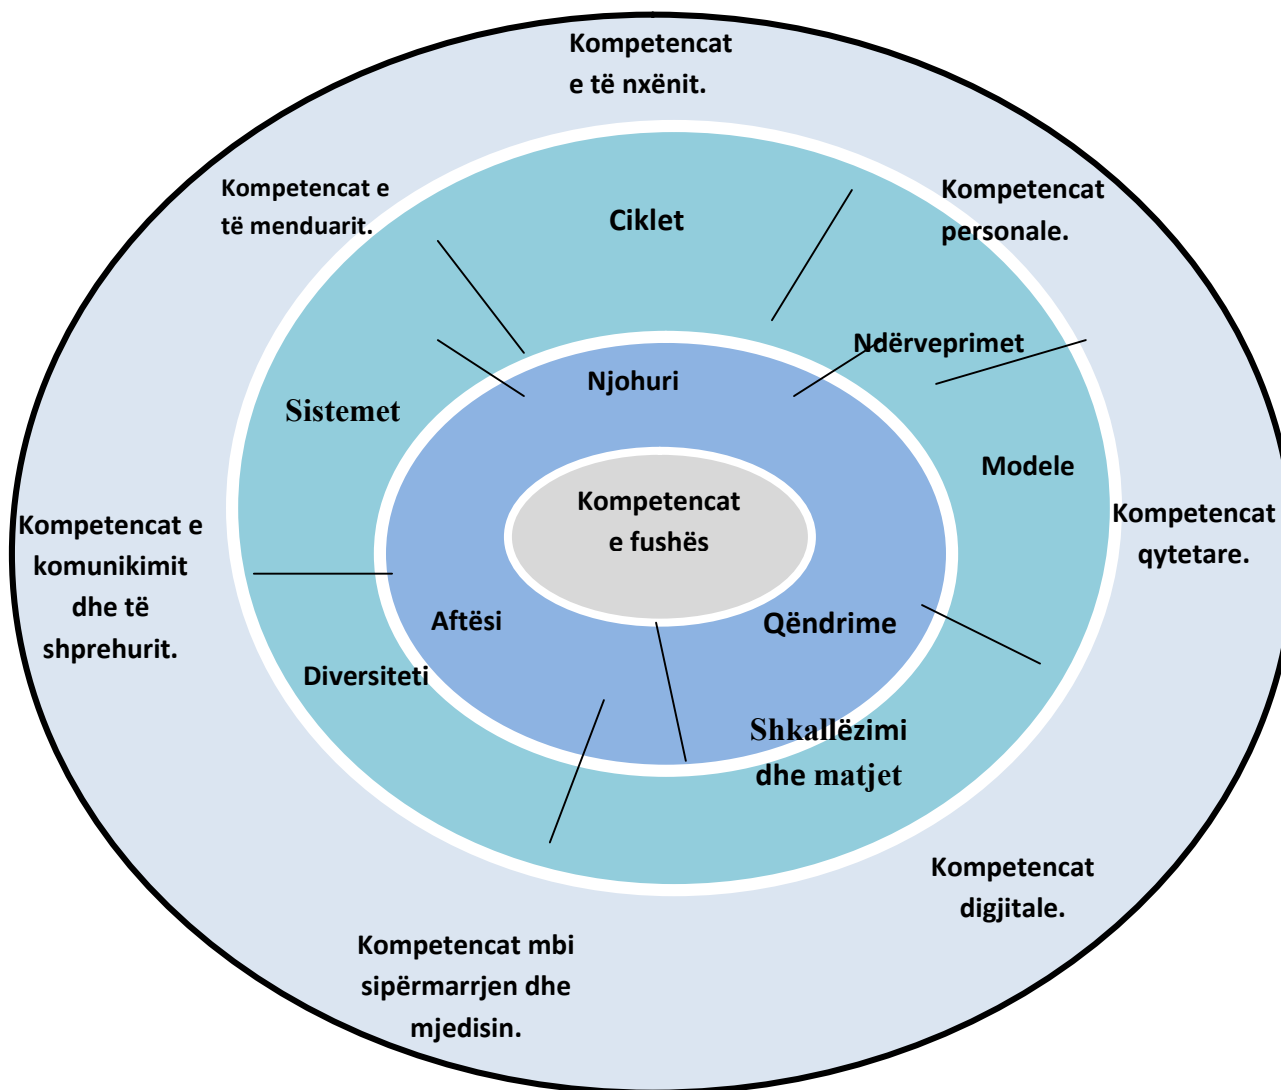 Kompetencat
e të nxënit.
Kompetencat e
të menduarit.
Kompetencat
personale.
Ciklet
Ndërveprimet
Njohuri
Sistemet
Modele
Kompetencat
e fushës
Kompetencat
qytetare.
Kompetencat e
komunikimit
dhe të
shprehurit.
Aftësi
Qëndrime
Diversiteti
Shkallëzimi
dhe matjet
Kompetencat
digjitale.
Kompetencat mbi
sipërmarrjen dhe
mjedisin.